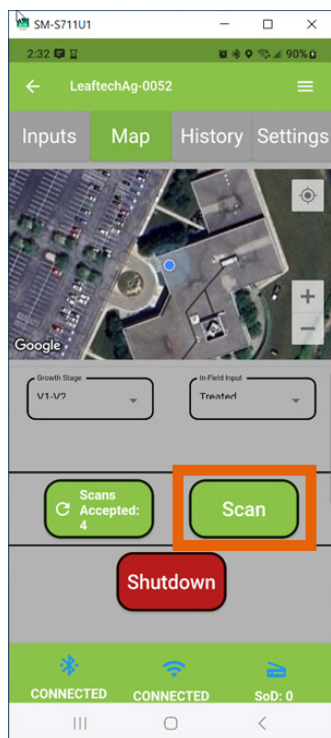 SM-S711U1
2:32
90%
LeaftechAg-0052
Inputs Map History Settings
Google
Growth Stage
V1-V2
In-Field Input
Treated
Scans
Accepted:
4
Scan
Shutdown
CONNECTED CONNECTED SoD: 0